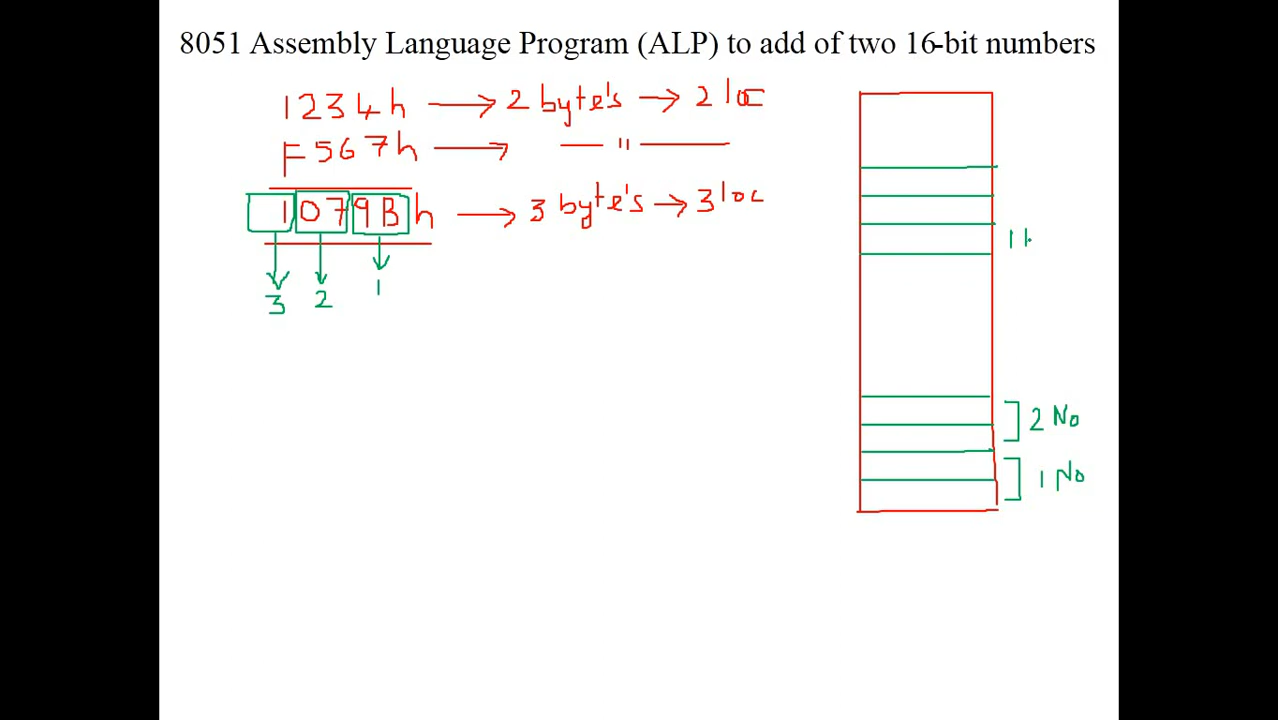 8051 Assembly Language Program (ALP) to add of two 16-bit numbers
1234h → 2 byte's → 2 loc
F567h → — " —
1079Bh → 3 byte's → 3 loc
3 2 1
2 No
1 No